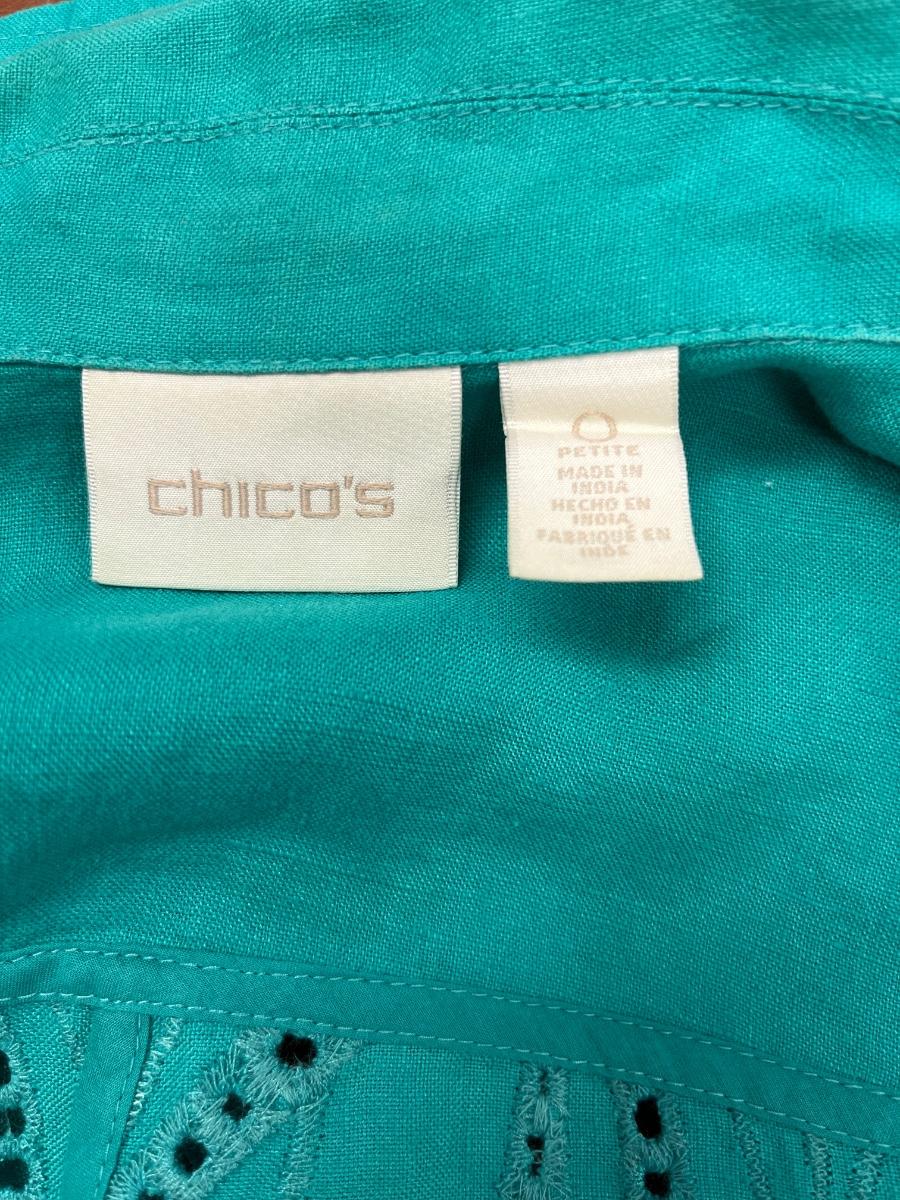 chico's
0
PETITE
MADE IN
INDIA
HECHO EN
INDIA
FABRIQUÉ EN
INDE